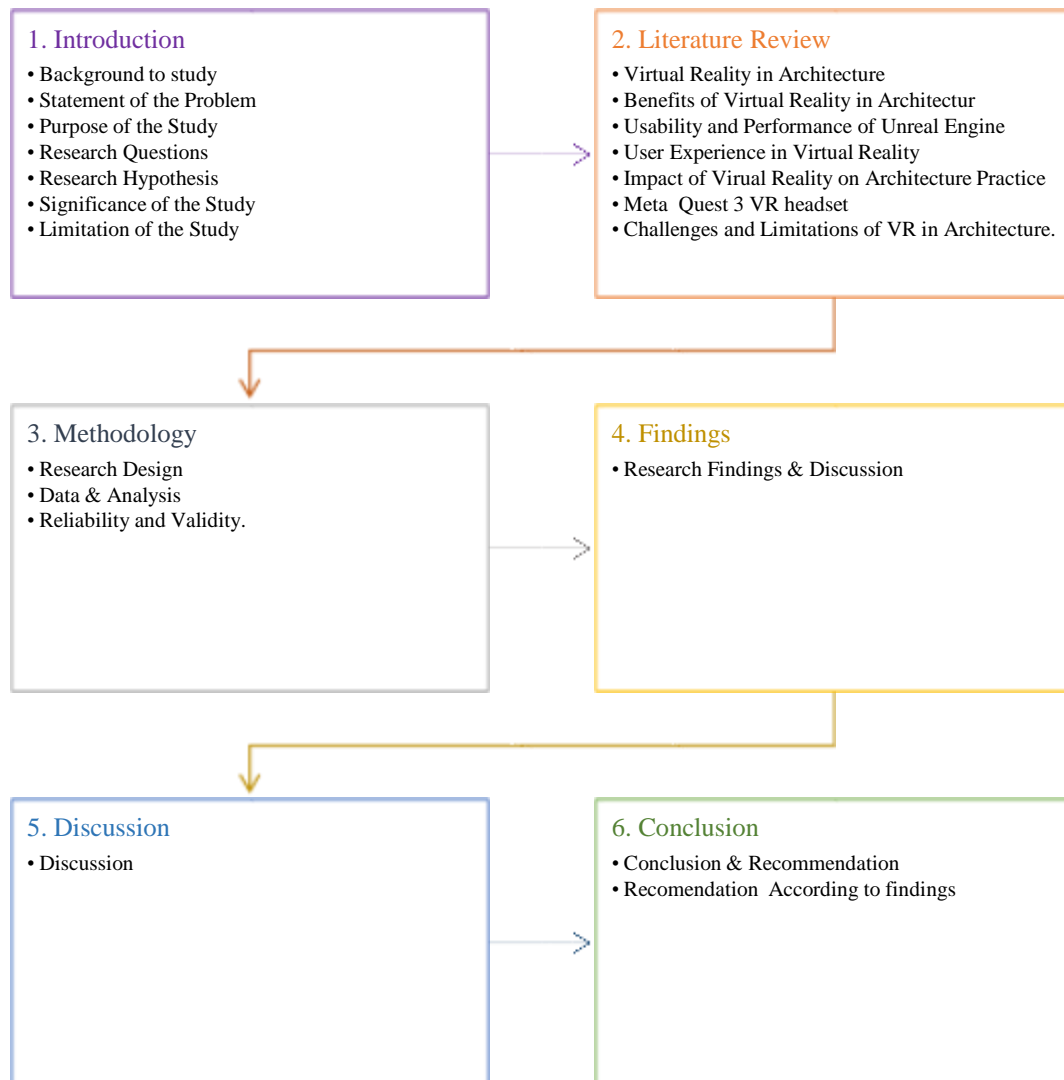 1. Introduction
• Background to study
• Statement of the Problem
• Purpose of the Study
• Research Questions
• Research Hypothesis
• Significance of the Study
• Limitation of the Study
2. Literature Review
• Virtual Reality in Architecture
• Benefits of Virtual Reality in Architectur
• Usability and Performance of Unreal Engine
• User Experience in Virtual Reality
• Impact of Virual Reality on Architecture Practice
• Meta Quest 3 VR headset
• Challenges and Limitations of VR in Architecture.
3. Methodology
• Research Design
• Data & Analysis
• Reliability and Validity.
4. Findings
• Research Findings & Discussion
5. Discussion
• Discussion
6. Conclusion
• Conclusion & Recommendation
• Recomendation According to findings